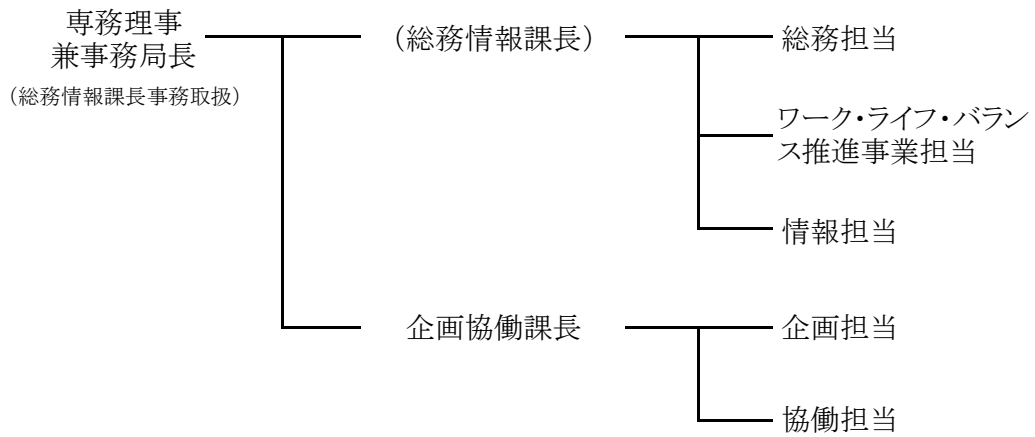 専務理事
兼事務局長
（総務情報課長事務取扱）
（総務情報課長）
総務担当
ワーク・ライフ・バラン
ス推進事業担当
情報担当
企画協働課長
企画担当
協働担当